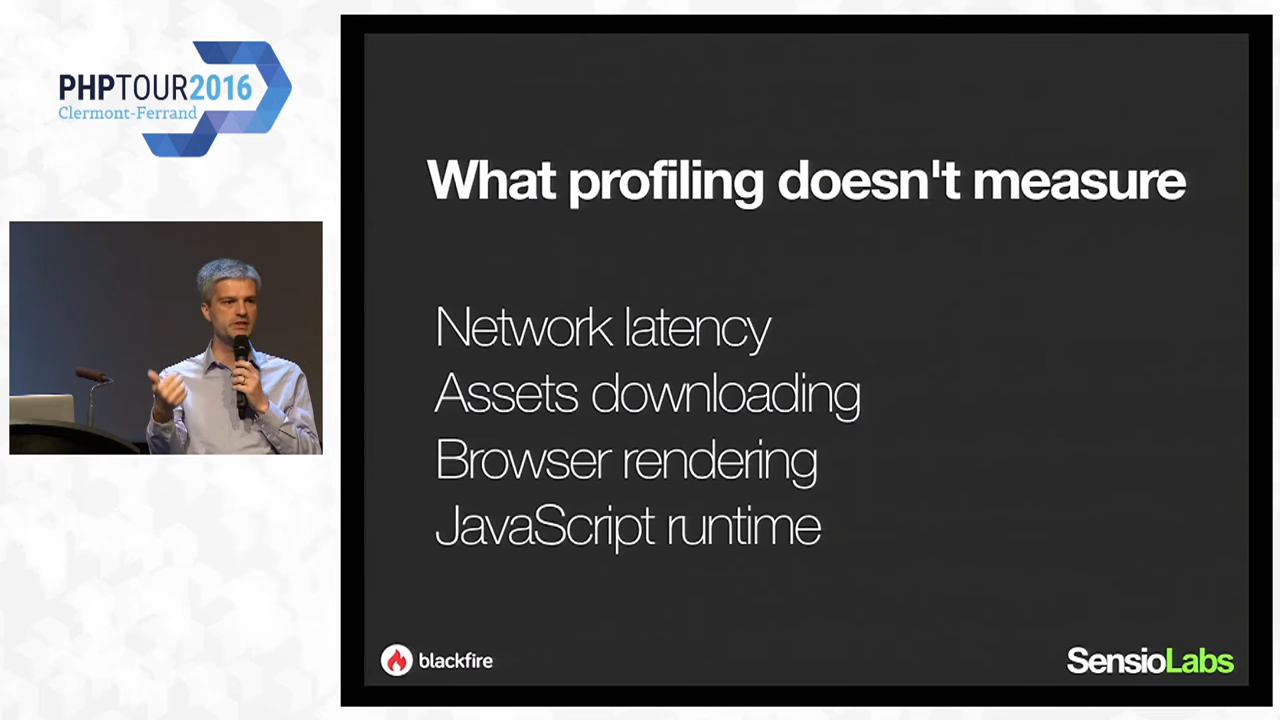 PHPTOUR2016
Clermont-Ferrand
What profiling doesn't measure
Network latency
Assets downloading
Browser rendering
JavaScript runtime
blackfire
SensioLabs